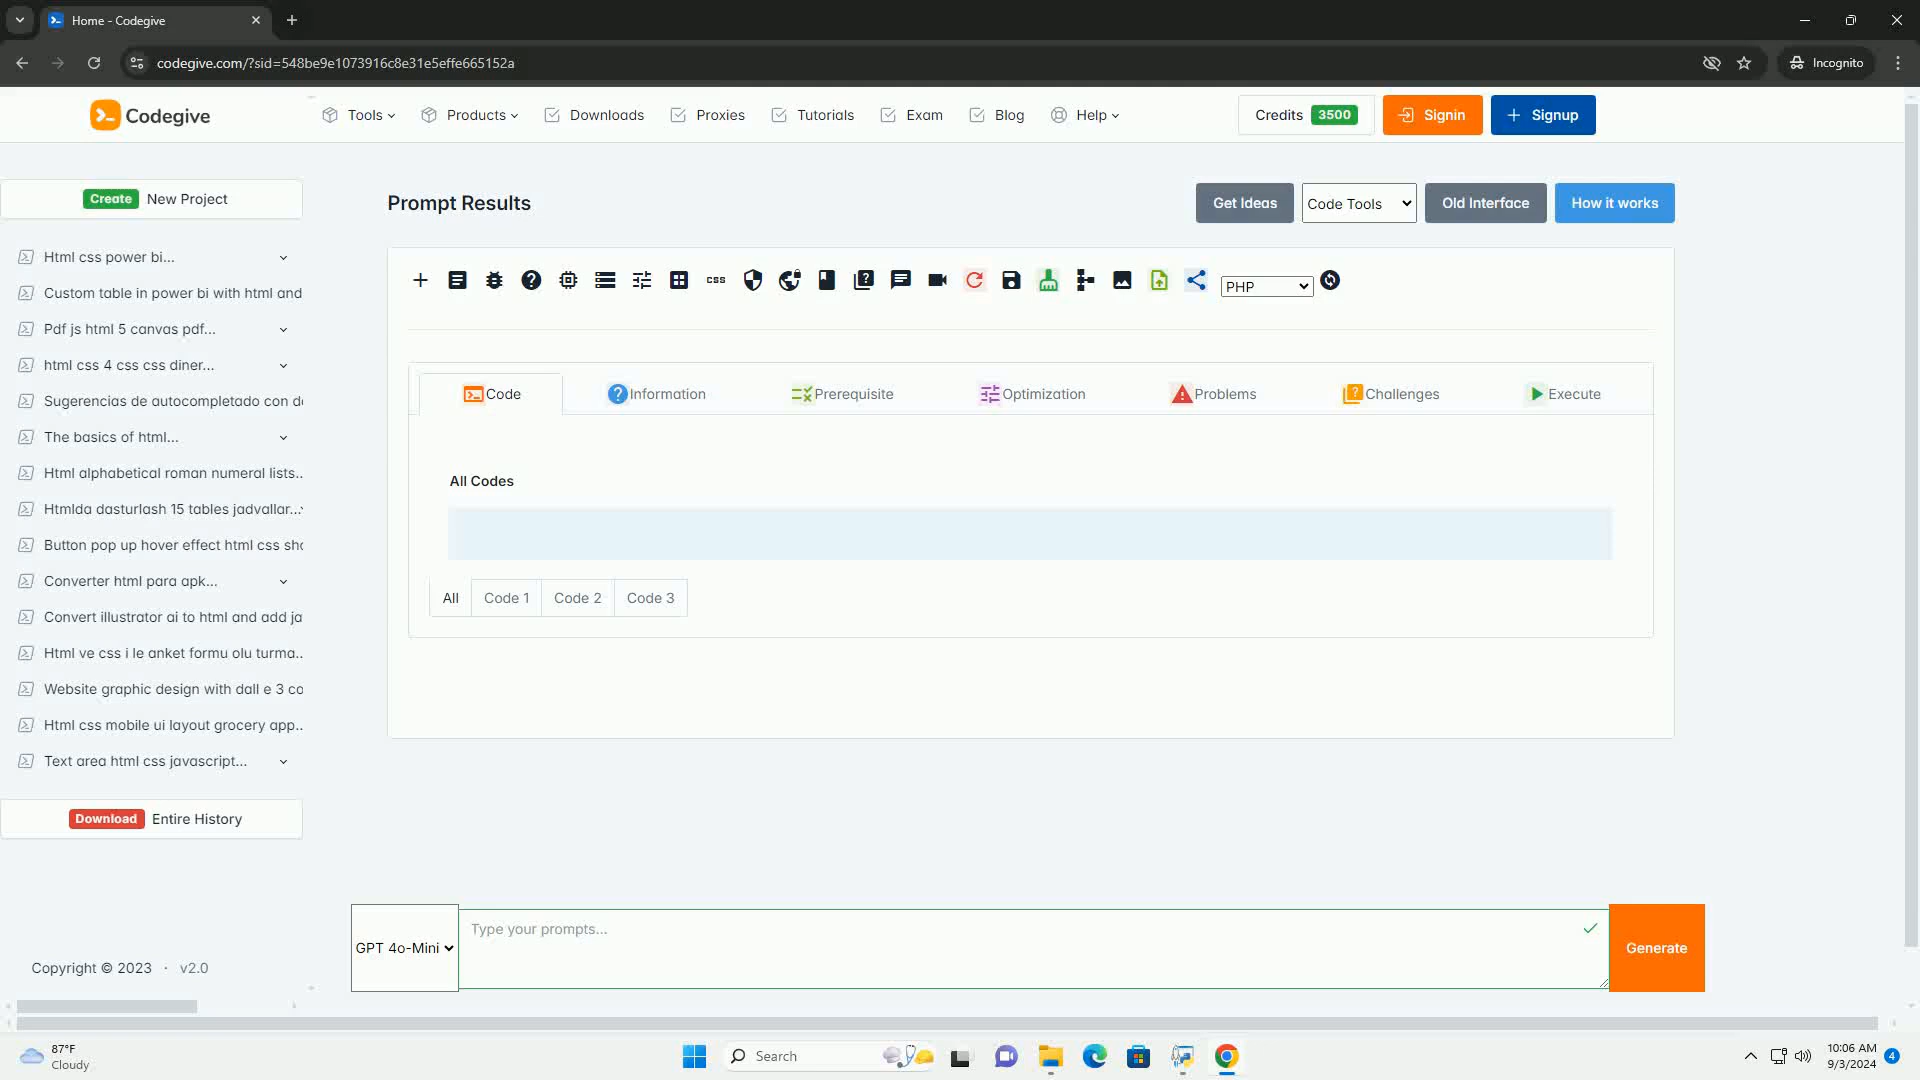 Home - Codegive
codegive.com/?sid=548be9e1073916c8e31e5effe665152a
Incognito
Codegive
Tools
Products
Downloads
Proxies
Tutorials
Exam
Blog
Help
Credits 3500
Signin
Signup
Create New Project
Html css power bi...
Custom table in power bi with html and
Pdf js html 5 canvas pdf...
html css 4 css css diner...
Sugerencias de autocompletado con de
The basics of html...
Html alphabetical roman numeral lists...
Htmlda dasturlash 15 tables jadvallar...
Button pop up hover effect html css sho
Converter html para apk...
Convert illustrator ai to html and add ja
Html ve css i le anket formu olu turma...
Website graphic design with dall e 3 co
Html css mobile ui layout grocery app...
Text area html css javascript...
Download Entire History
Copyright © 2023 · v2.0
Prompt Results
Get Ideas
Code Tools
Old Interface
How it works
css
PHP
Code
Information
Prerequisite
Optimization
Problems
Challenges
Execute
All Codes
All
Code 1
Code 2
Code 3
GPT 4o-Mini
Type your prompts...
Generate
87°F
Cloudy
Search
10:06 AM
9/3/2024
4